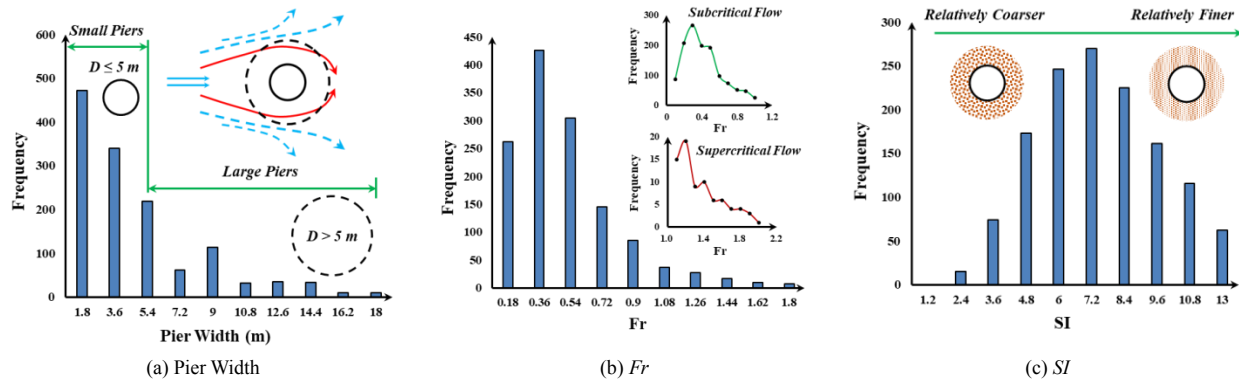 Small Piers
D ≤ 5 m
Large Piers
D > 5 m
Frequency
600
500
400
300
200
100
0
1.8 3.6 5.4 7.2 9 10.8 12.6 14.4 16.2 18
Pier Width (m)
(a) Pier Width
Frequency
450
400
350
300
250
200
150
100
50
0
0.18 0.36 0.54 0.72 0.9 1.08 1.26 1.44 1.62 1.8
Fr
Subcritical Flow
Frequency
300
200
100
0
0.0 0.3 0.6 0.9 1.2
Fr
Supercritical Flow
Frequency
20
15
10
5
0
1.0 1.4 1.8 2.2
Fr
(b) Fr
Relatively Coarser
Relatively Finer
Frequency
300
250
200
150
100
50
0
1.2 2.4 3.6 4.8 6 7.2 8.4 9.6 10.8 13
SI
(c) SI